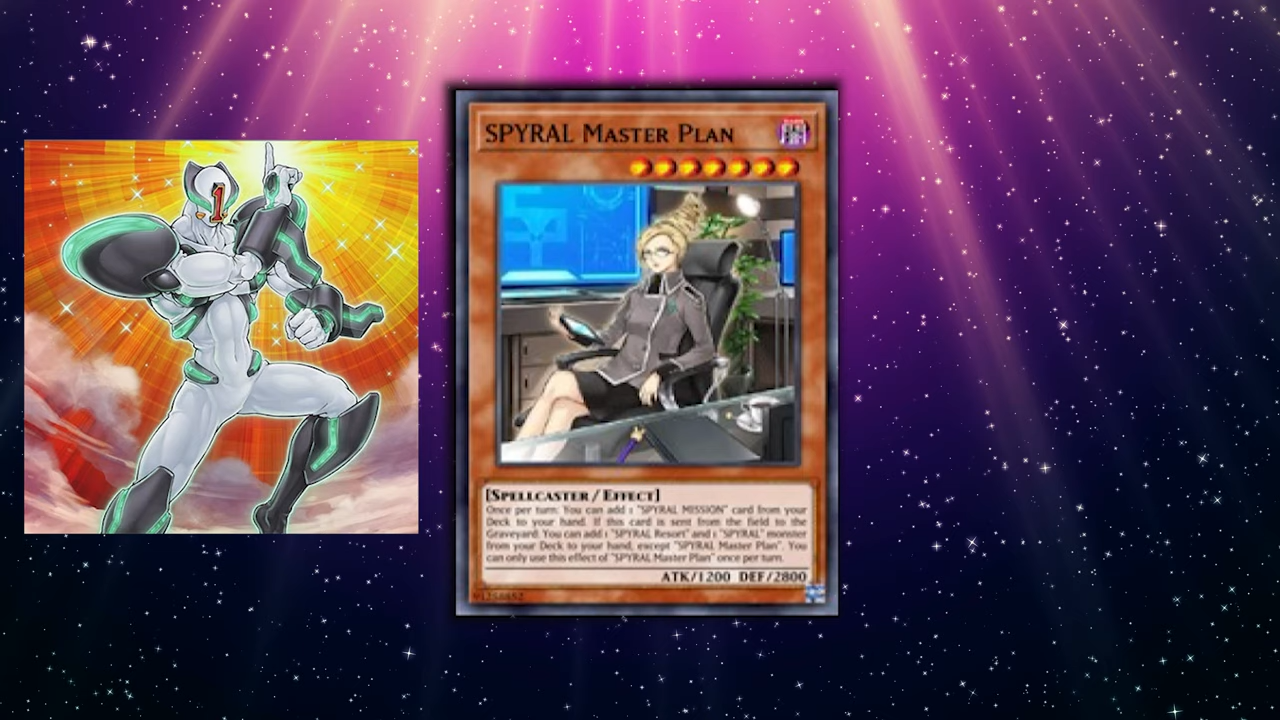 1
SPYRAL Master Plan
[Spellcaster / Effect]
Once per turn: You can add 1 "SPYRAL MISSION" card from your
Deck to your hand. If this card is sent from the field to the
Graveyard: You can add 1 "SPYRAL Resort" and 1 "SPYRAL" monster
from your Deck to your hand, except "SPYRAL Master Plan". You
can only use this effect of "SPYRAL Master Plan" once per turn.
ATK/1200 DEF/2800